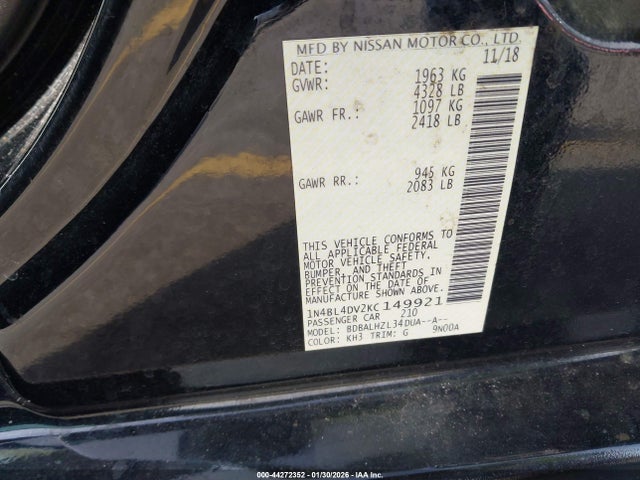 MFD BY NISSAN MOTOR CO., LTD.
DATE: 11/18
GVWR: 1963 KG
4328 LB
GAWR FR.: 1097 KG
2418 LB
GAWR RR.: 945 KG
2083 LB
THIS VEHICLE CONFORMS TO
ALL APPLICABLE FEDERAL
MOTOR VEHICLE SAFETY,
BUMPER, AND THEFT
PREVENTION STANDARDS IN
EFFECT ON THE DATE OF
MANUFACTURE SHOWN ABOVE.
1N4BL4DV2KC149921
PASSENGER CAR 210
MODEL: BDBALHZL34DUA--A--
COLOR: KH3 TRIM: G 9N00A
000-44272352 | 01/30/2026 - IAA, Inc.